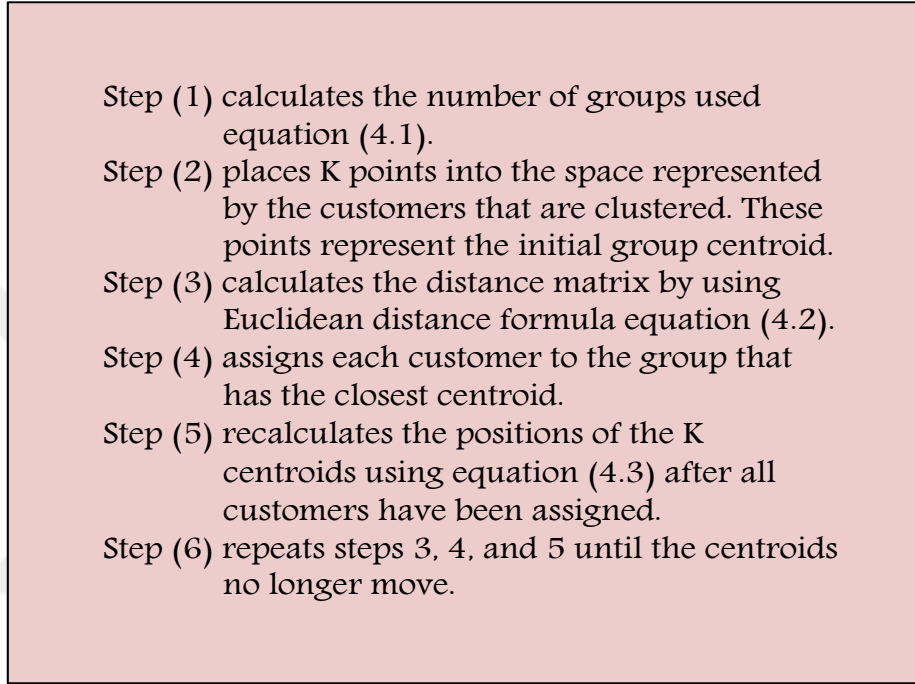 Step (1) calculates the number of groups used
equation (4.1).
Step (2) places K points into the space represented
by the customers that are clustered. These
points represent the initial group centroid.
Step (3) calculates the distance matrix by using
Euclidean distance formula equation (4.2).
Step (4) assigns each customer to the group that
has the closest centroid.
Step (5) recalculates the positions of the K
centroids using equation (4.3) after all
customers have been assigned.
Step (6) repeats steps 3, 4, and 5 until the centroids
no longer move.